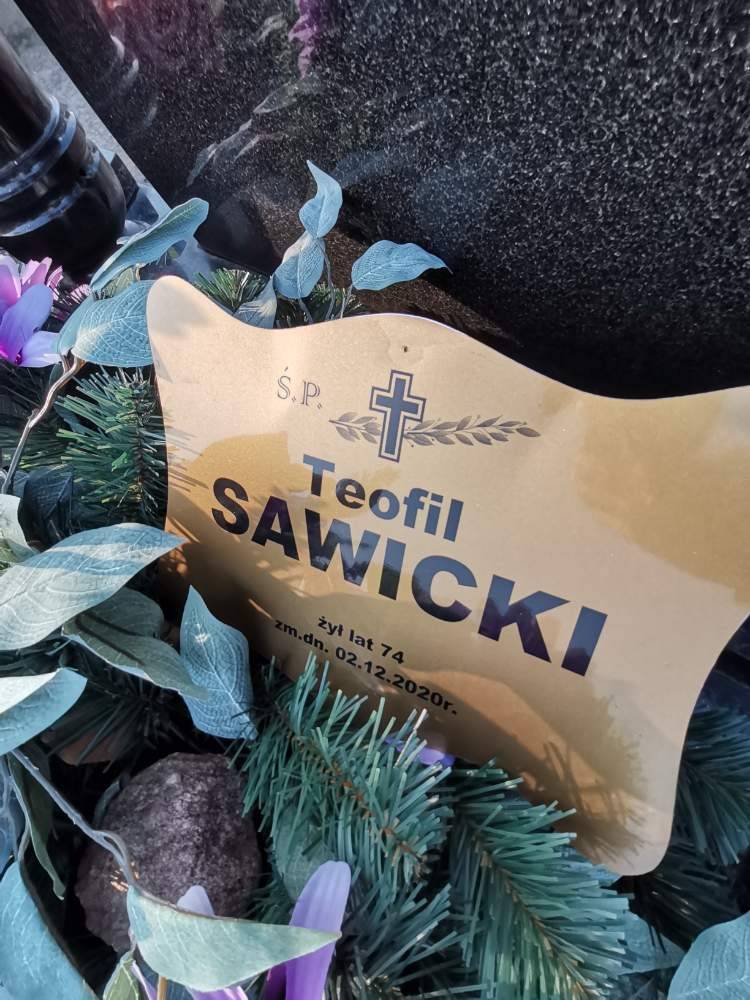 Ś.P.
Teofil
SAWICKI
żył lat 74
zm.dn. 02.12.2020r.